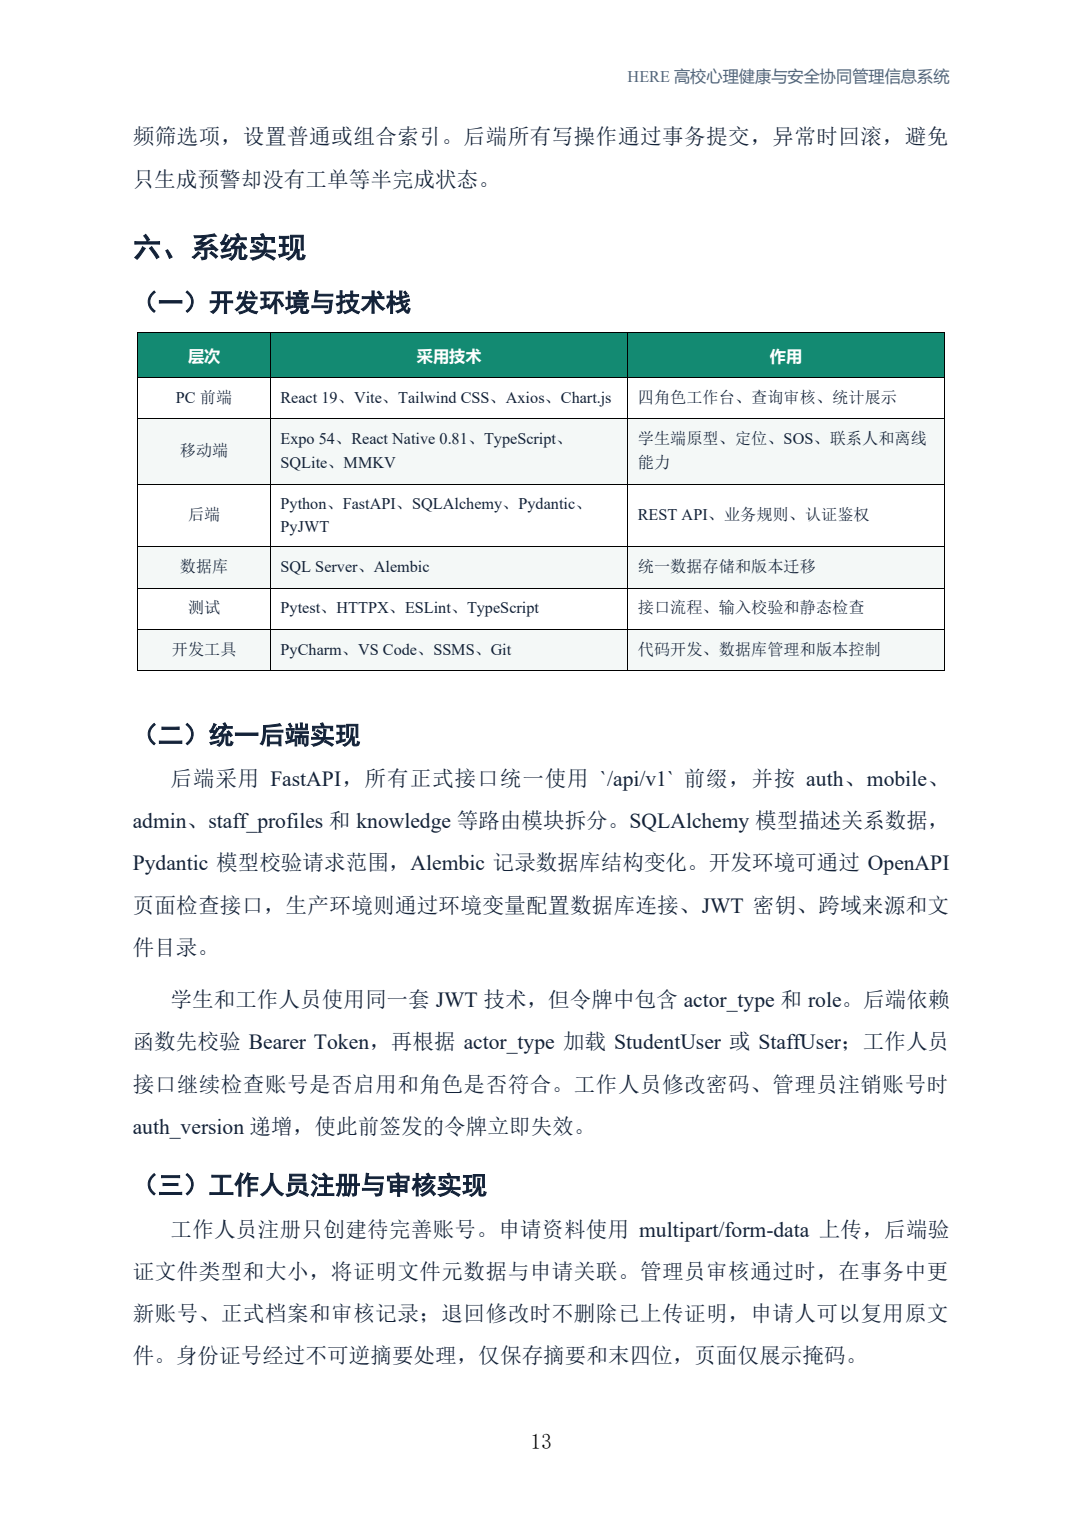 HERE 高校心理健康与安全协同管理信息系统
频筛选项，设置普通或组合索引。后端所有写操作通过事务提交，异常时回滚，避免
只生成预警却没有工单等半完成状态。
六、系统实现
（一）开发环境与技术栈
层次 采用技术 作用
PC 前端 React 19、Vite、Tailwind CSS、Axios、Chart.js 四角色工作台、查询审核、统计展示
移动端 Expo 54、React Native 0.81、TypeScript、
SQLite、MMKV 学生端原型、定位、SOS、联系人和离线
能力
后端 Python、FastAPI、SQLAlchemy、Pydantic、
PyJWT REST API、业务规则、认证鉴权
数据库 SQL Server、Alembic 统一数据存储和版本迁移
测试 Pytest、HTTPX、ESLint、TypeScript 接口流程、输入校验和静态检查
开发工具 PyCharm、VS Code、SSMS、Git 代码开发、数据库管理和版本控制
（二）统一后端实现
后端采用 FastAPI，所有正式接口统一使用 `/api/v1` 前缀，并按 auth、mobile、
admin、staff_profiles 和 knowledge 等路由模块拆分。SQLAlchemy 模型描述关系数据，
Pydantic 模型校验请求范围，Alembic 记录数据库结构变化。开发环境可通过 OpenAPI
页面检查接口，生产环境则通过环境变量配置数据库连接、JWT 密钥、跨域来源和文
件目录。
学生和工作人员使用同一套 JWT 技术，但令牌中包含 actor_type 和 role。后端依赖
函数先校验 Bearer Token，再根据 actor_type 加载 StudentUser 或 StaffUser；工作人员
接口继续检查账号是否启用和角色是否符合。工作人员修改密码、管理员注销账号时
auth_version 递增，使此前签发的令牌立即失效。
（三）工作人员注册与审核实现
工作人员注册只创建待完善账号。申请资料使用 multipart/form-data 上传，后端验
证文件类型和大小，将证明文件元数据与申请关联。管理员审核通过时，在事务中更
新账号、正式档案和审核记录；退回修改时不删除已上传证明，申请人可以复用原文
件。身份证号经过不可逆摘要处理，仅保存摘要和末四位，页面仅展示掩码。
13